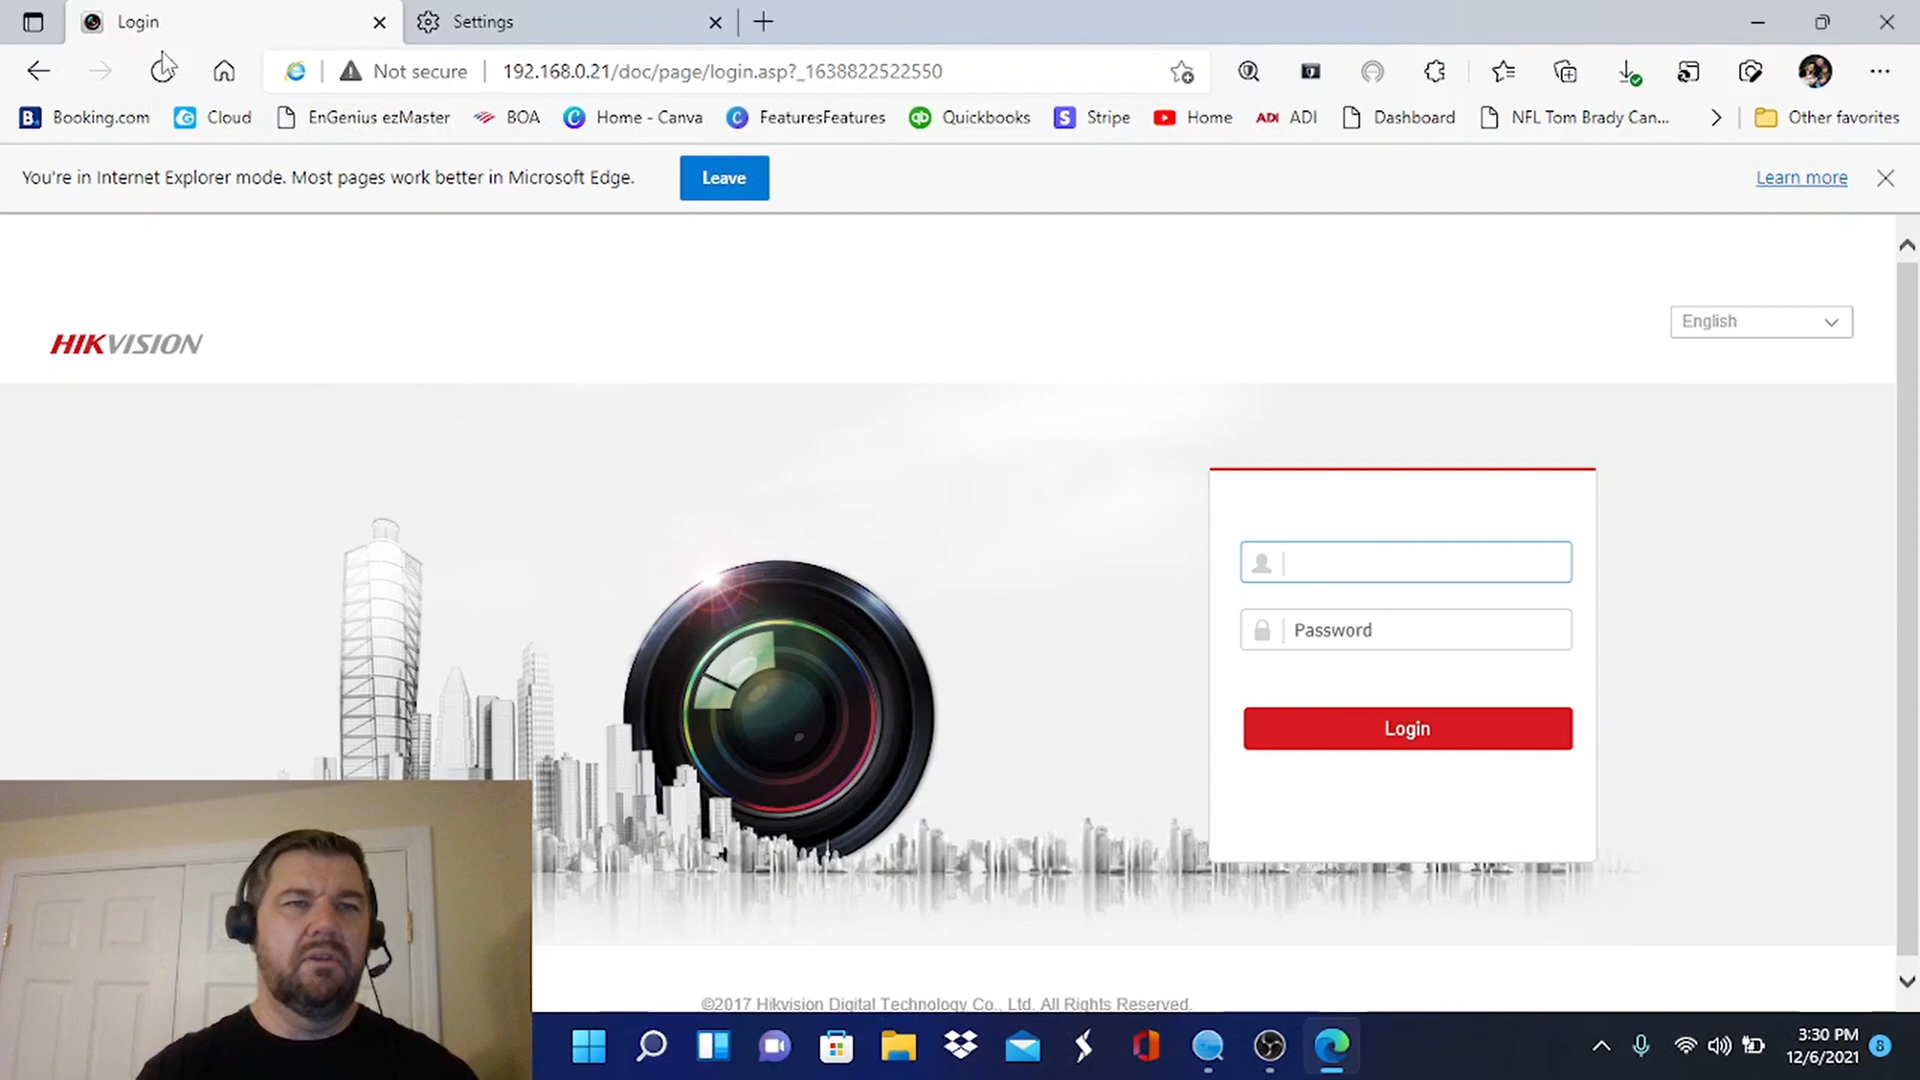 Login
Settings
Not secure
192.168.0.21/doc/page/login.asp?_1638822522550
B.
Booking.com
Cloud
EnGenius ezMaster
BOA
Home - Canva
FeaturesFeatures
Quickbooks
Stripe
Home
ADI ADI
Dashboard
NFL Tom Brady Can...
Other favorites
You're in Internet Explorer mode. Most pages work better in Microsoft Edge.
Leave
Learn more
HIKVISION
English
Password
Login
©2017 Hikvision Digital Technology Co., Ltd. All Rights Reserved.
3:30 PM
12/6/2021
8